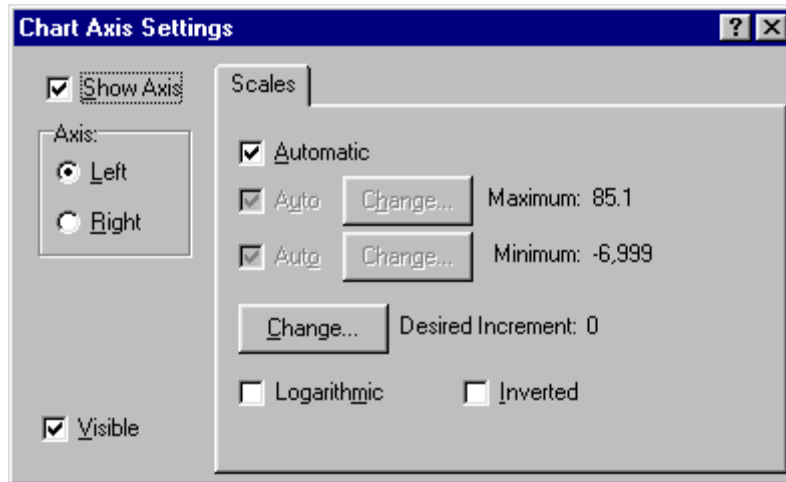 Chart Axis Settings
Show Axis
Axis:
Left
Right
Visible
Scales
Automatic
Auto Change... Maximum: 85.1
Auto Change... Minimum: -6,999
Change... Desired Increment: 0
Logarithmic Inverted